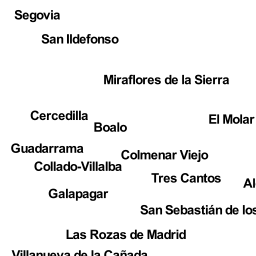 Segovia
San Ildefonso
Miraflores de la Sierra
Cercedilla
El Molar
Boalo
Guadarrama
Colmenar Viejo
Collado-Villalba
Tres Cantos
Galapagar
San Sebastián de los
Las Rozas de Madrid
Villanueva de la Cañada